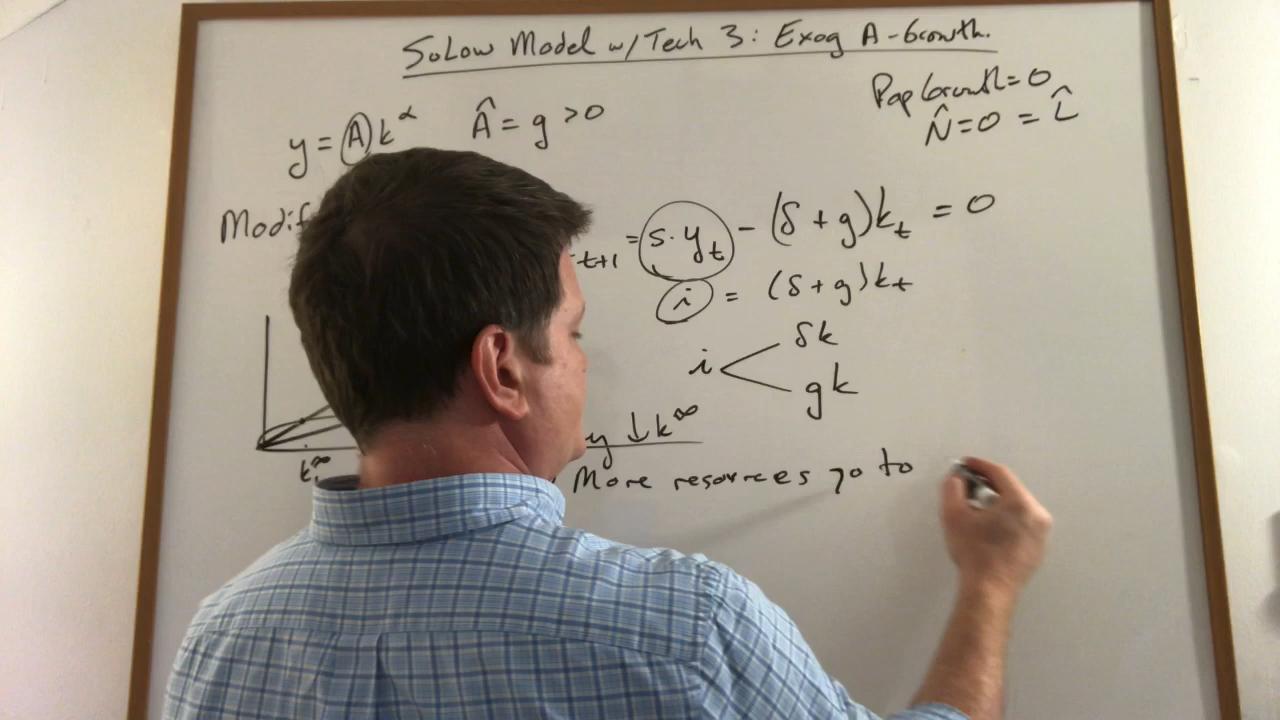 Solow Model w/ Tech 3: Exog A-Growth.
Pop Growth = 0
N̂ = 0 = L̂
y = A k^α   Â = g > 0
Modif
t+1 = s · y_t - (δ + g)k_t = 0
i = (δ + g)k_t
i < δk
gk
y ↓ k^∞
k^∞
More resources go to